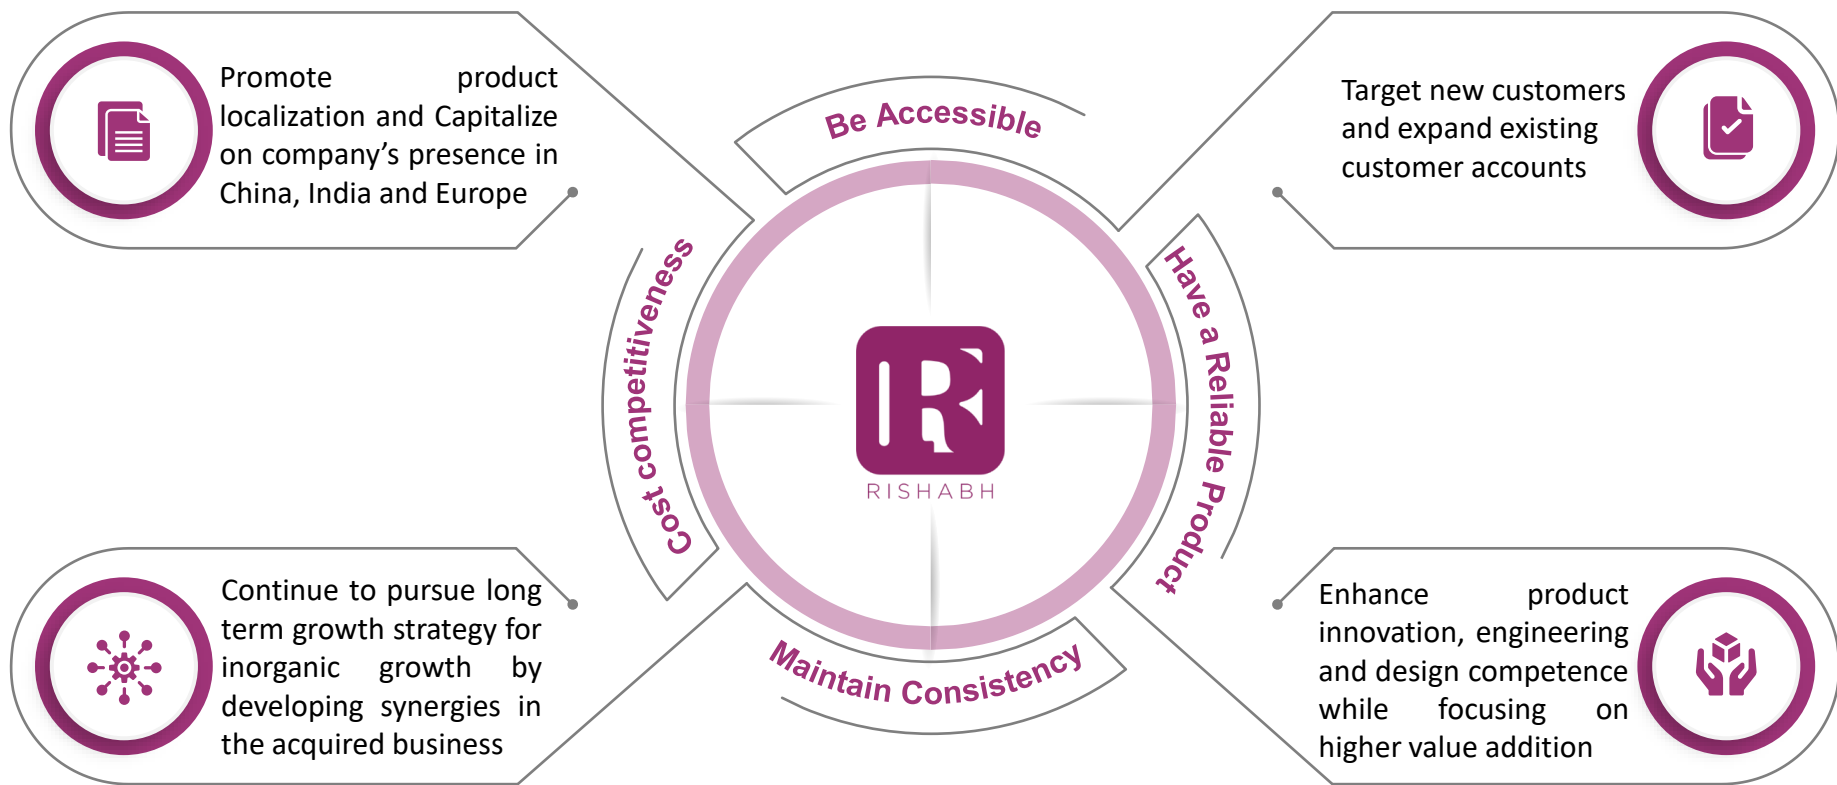 Promote product
localization and Capitalize
on company’s presence in
China, India and Europe
Be Accessible
Target new customers
and expand existing
customer accounts
Cost competitiveness
Have a Reliable Product
RISHABH
Continue to pursue long
term growth strategy for
inorganic growth by
developing synergies in
the acquired business
Maintain Consistency
Enhance product
innovation, engineering
and design competence
while focusing on
higher value addition